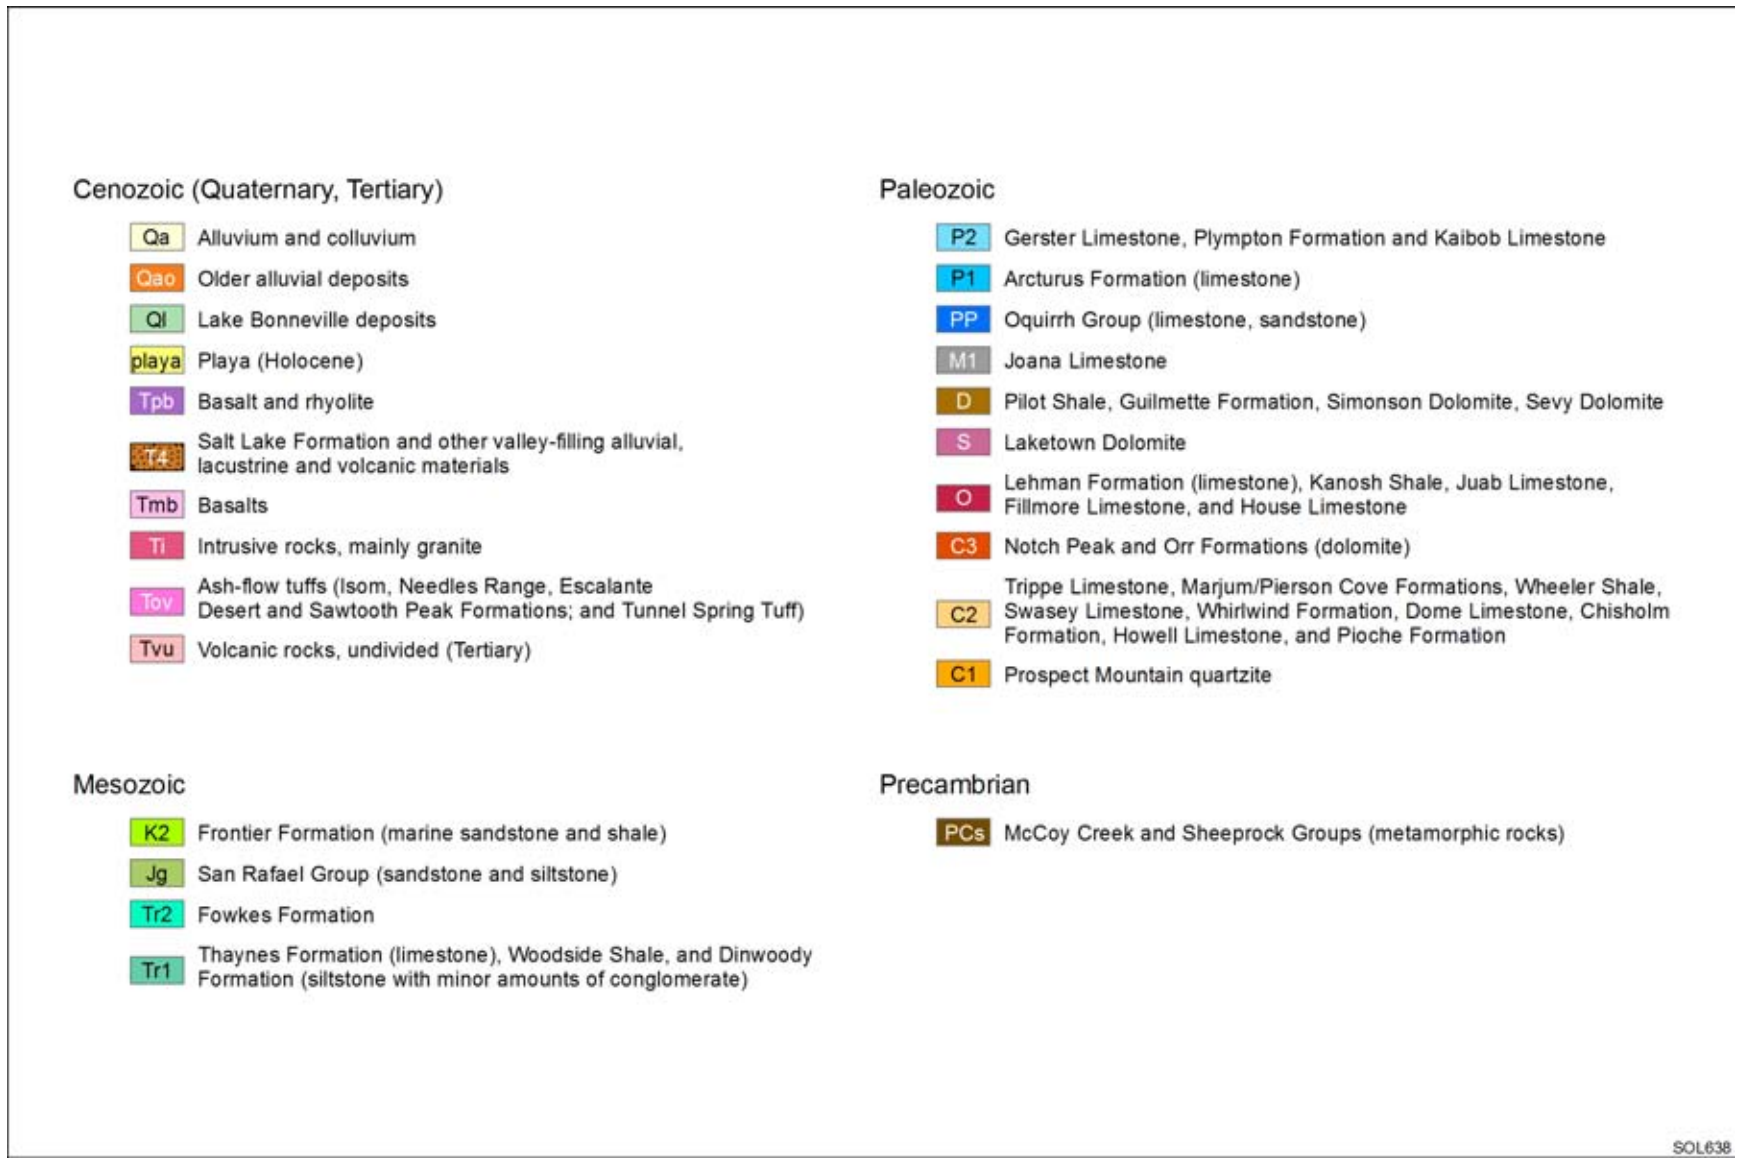 Cenozoic (Quaternary, Tertiary)
Qa Alluvium and colluvium
Qao Older alluvial deposits
Ql Lake Bonneville deposits
playa Playa (Holocene)
Tpb Basalt and rhyolite
T4 Salt Lake Formation and other valley-filling alluvial,
lacustrine and volcanic materials
Tmb Basalts
Ti Intrusive rocks, mainly granite
Tov Ash-flow tuffs (Isom, Needles Range, Escalante
Desert and Sawtooth Peak Formations; and Tunnel Spring Tuff)
Tvu Volcanic rocks, undivided (Tertiary)
Mesozoic
K2 Frontier Formation (marine sandstone and shale)
Jg San Rafael Group (sandstone and siltstone)
Tr2 Fowkes Formation
Tr1 Thaynes Formation (limestone), Woodside Shale, and Dinwoody
Formation (siltstone with minor amounts of conglomerate)
Paleozoic
P2 Gerster Limestone, Plympton Formation and Kaibob Limestone
P1 Arcturus Formation (limestone)
PP Oquirrh Group (limestone, sandstone)
M1 Joana Limestone
D Pilot Shale, Guilmette Formation, Simonson Dolomite, Sevy Dolomite
S Laketown Dolomite
O Lehman Formation (limestone), Kanosh Shale, Juab Limestone,
Fillmore Limestone, and House Limestone
C3 Notch Peak and Orr Formations (dolomite)
C2 Trippe Limestone, Marjum/Pierson Cove Formations, Wheeler Shale,
Swasey Limestone, Whirlwind Formation, Dome Limestone, Chisholm
Formation, Howell Limestone, and Pioche Formation
C1 Prospect Mountain quartzite
Precambrian
PCs McCoy Creek and Sheeprock Groups (metamorphic rocks)
SOL638